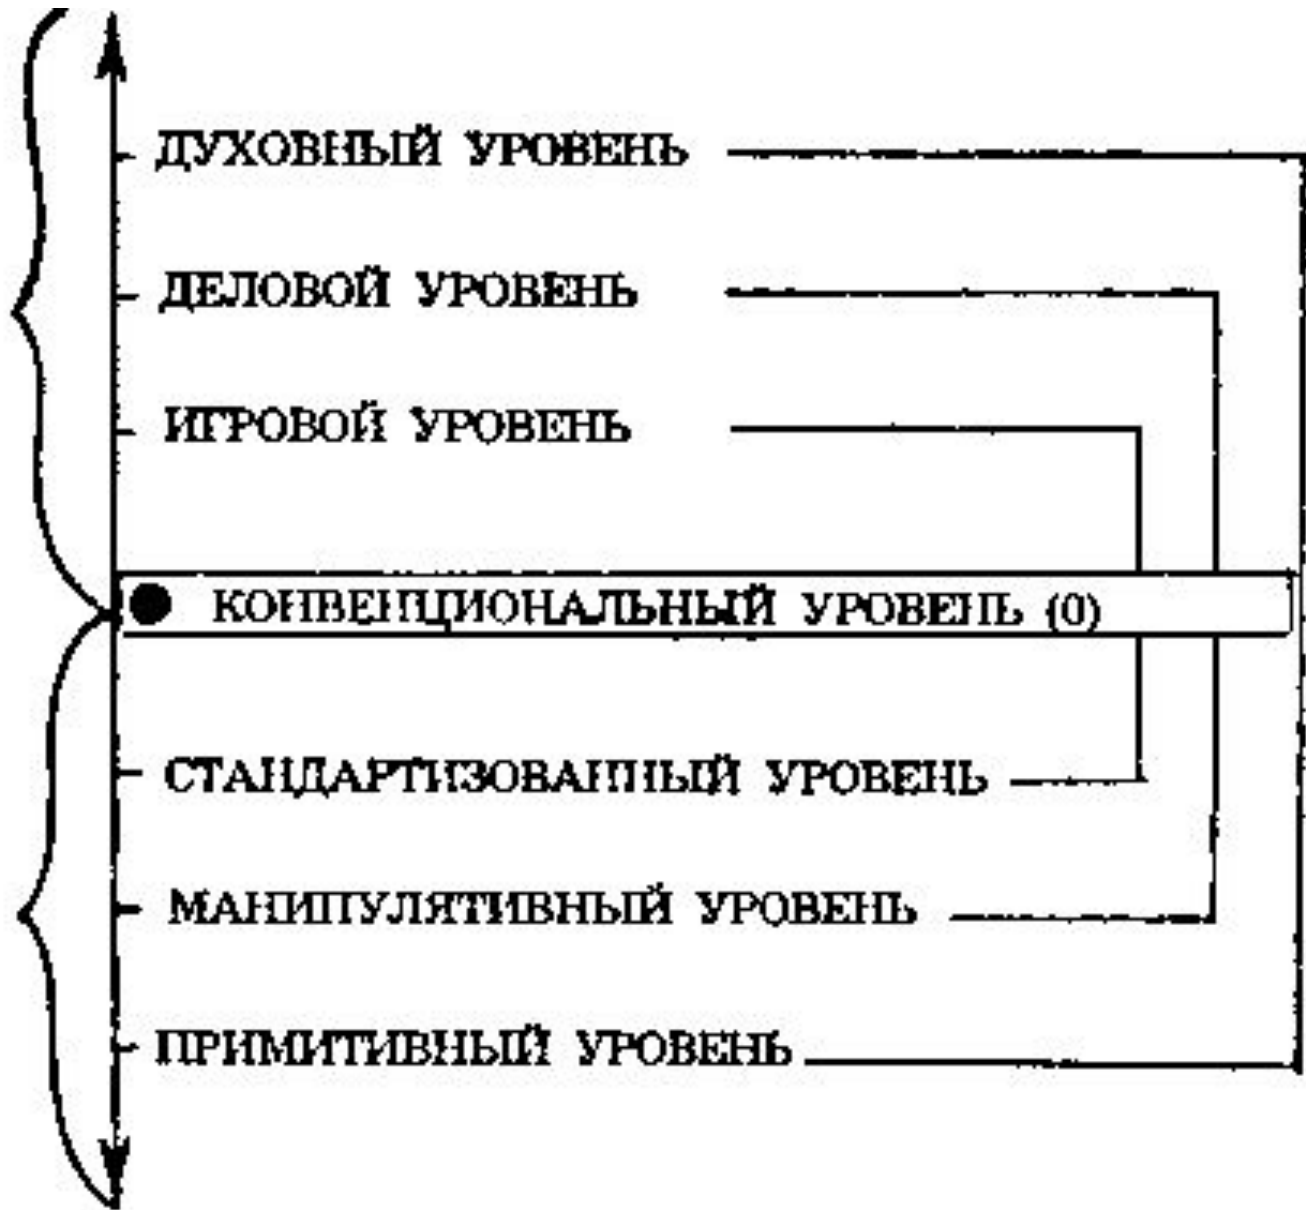 ДУХОВНЫЙ УРОВЕНЬ
ДЕЛОВОЙ УРОВЕНЬ
ИГРОВОЙ УРОВЕНЬ
КОНВЕНЦИОНАЛЬНЫЙ УРОВЕНЬ (0)
СТАНДАРТИЗОВАННЫЙ УРОВЕНЬ
МАНИПУЛЯТИВНЫЙ УРОВЕНЬ
ПРИМИТИВНЫЙ УРОВЕНЬ